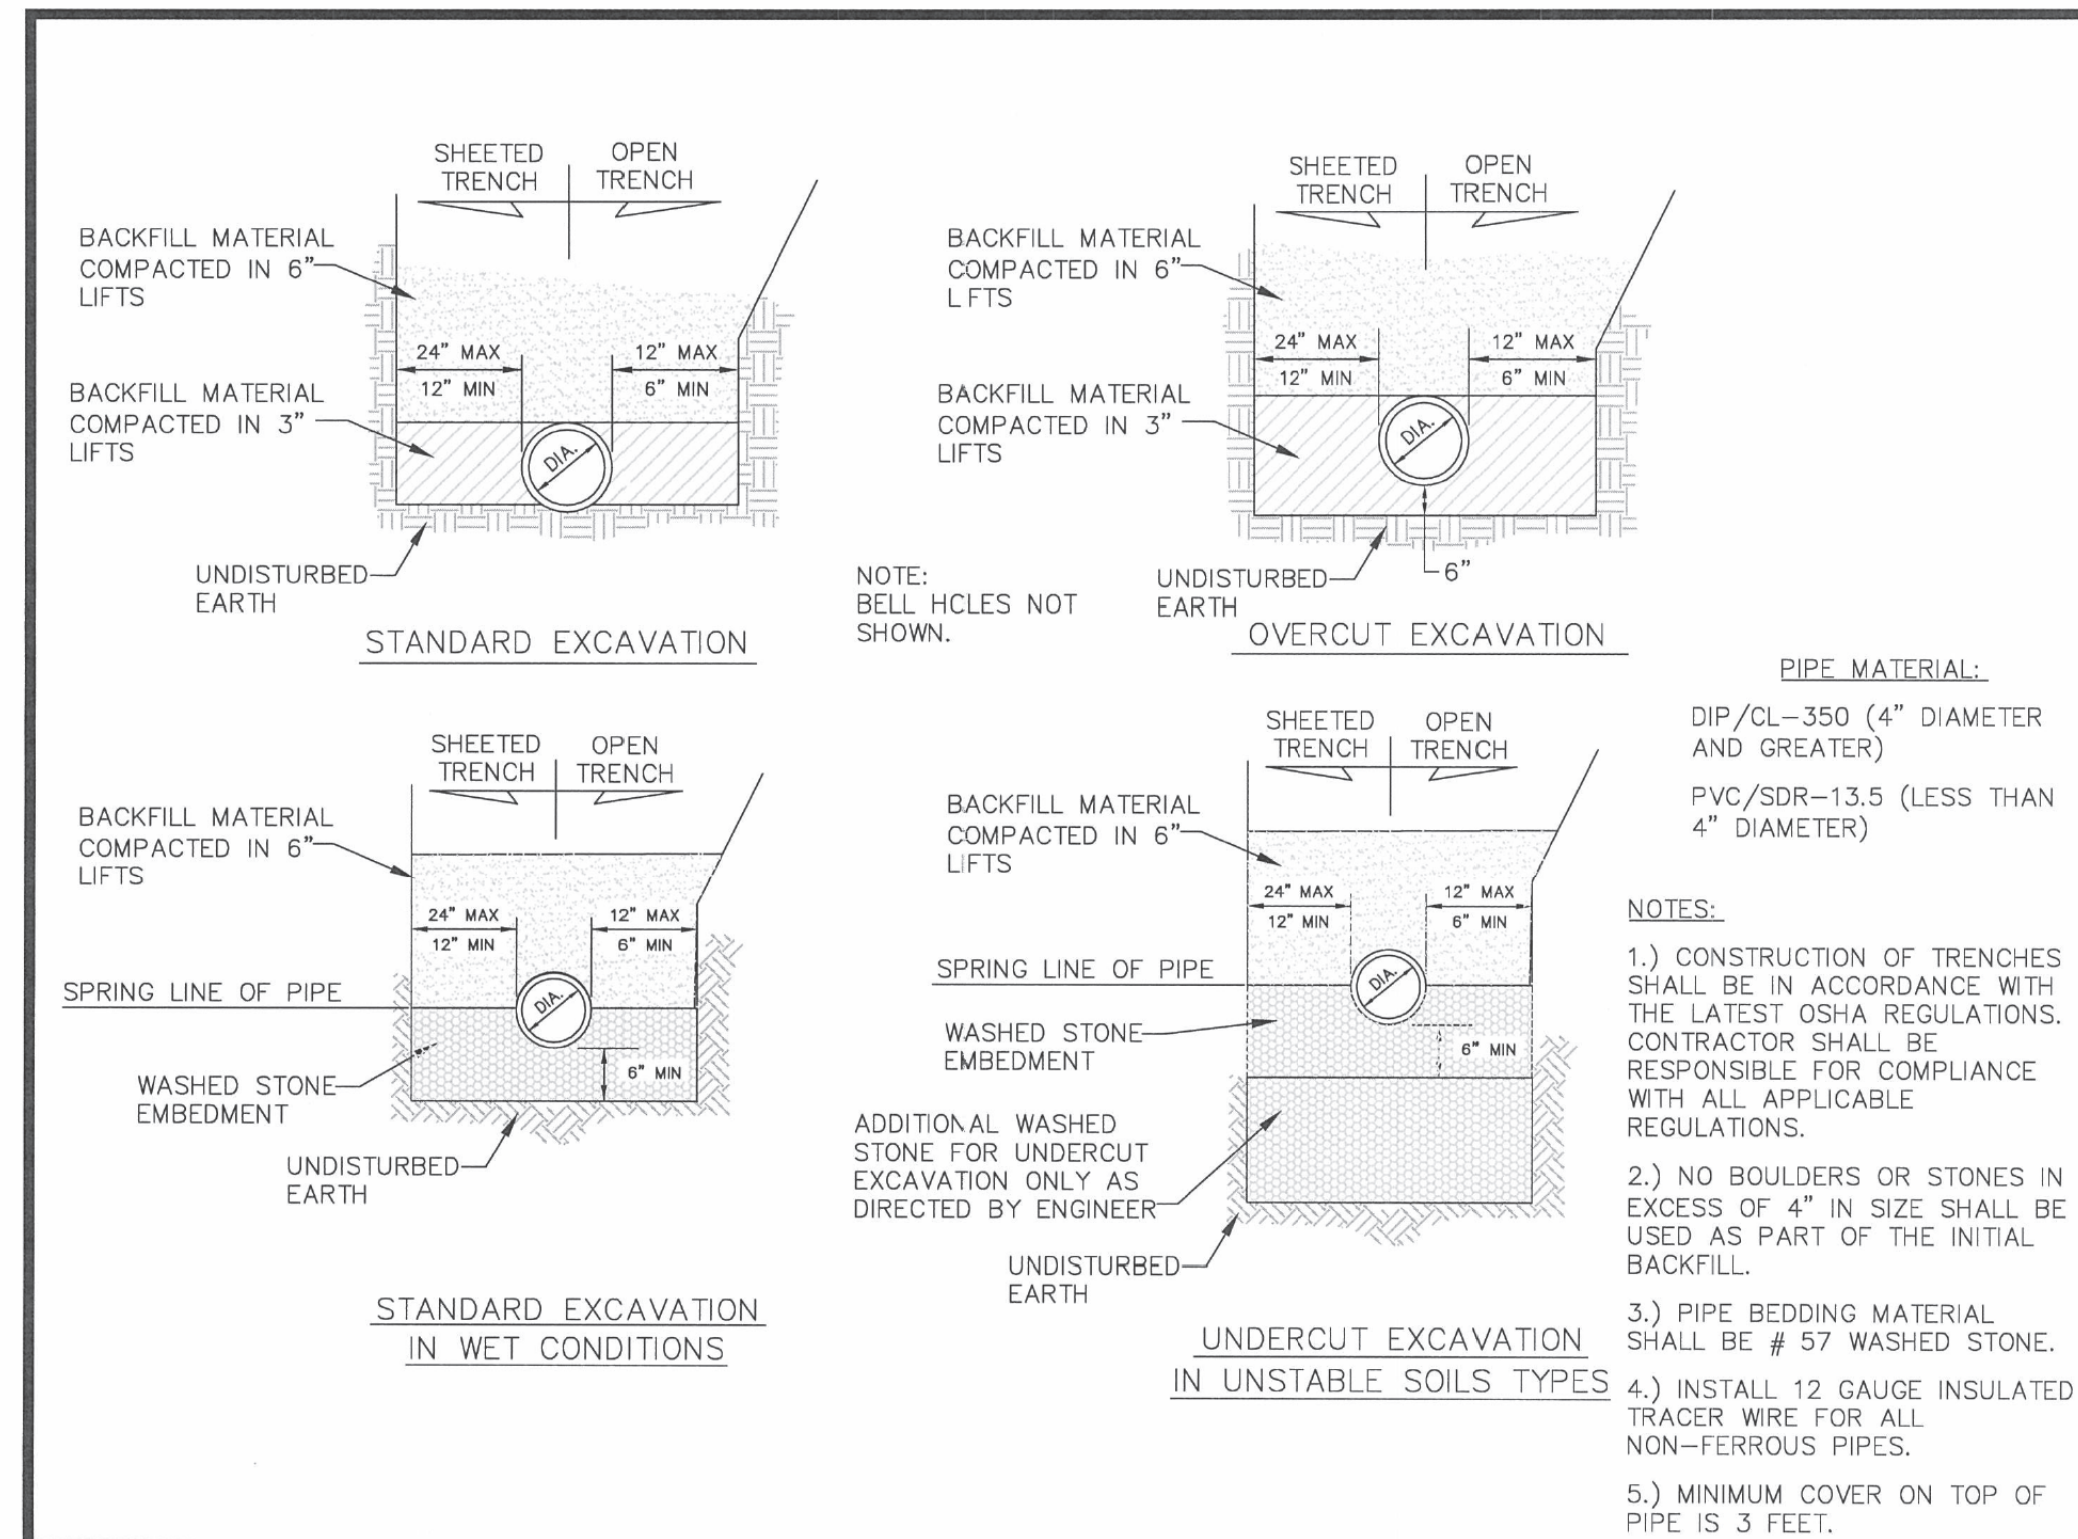 SHEETED
TRENCH
OPEN
TRENCH
BACKFILL MATERIAL
COMPACTED IN 6"
LIFTS
24" MAX
12" MIN
12" MAX
6" MIN
BACKFILL MATERIAL
COMPACTED IN 3"
LIFTS
DIA.
UNDISTURBED
EARTH
STANDARD EXCAVATION
NOTE:
BELL HCLES NOT
SHOWN.
SHEETED
TRENCH
OPEN
TRENCH
BACKFILL MATERIAL
COMPACTED IN 6"
L FTS
24" MAX
12" MIN
12" MAX
6" MIN
BACKFILL MATERIAL
COMPACTED IN 3"
LIFTS
DIA.
6"
UNDISTURBED
EARTH
OVERCUT EXCAVATION
SHEETED
TRENCH
OPEN
TRENCH
BACKFILL MATERIAL
COMPACTED IN 6"
LIFTS
24" MAX
12" MIN
12" MAX
6" MIN
SPRING LINE OF PIPE
DIA.
6" MIN
WASHED STONE
EMBEDMENT
UNDISTURBED
EARTH
STANDARD EXCAVATION
IN WET CONDITIONS
SHEETED
TRENCH
OPEN
TRENCH
BACKFILL MATERIAL
COMPACTED IN 6"
LIFTS
24" MAX
12" MIN
12" MAX
6" MIN
SPRING LINE OF PIPE
DIA.
WASHED STONE
EMBEDMENT
6" MIN
ADDITIONAL WASHED
STONE FOR UNDERCUT
EXCAVATION ONLY AS
DIRECTED BY ENGINEER
UNDISTURBED
EARTH
UNDERCUT EXCAVATION
IN UNSTABLE SOILS TYPES
PIPE MATERIAL:
DIP/CL-350 (4" DIAMETER
AND GREATER)
PVC/SDR-13.5 (LESS THAN
4" DIAMETER)
NOTES:
1.) CONSTRUCTION OF TRENCHES
SHALL BE IN ACCORDANCE WITH
THE LATEST OSHA REGULATIONS.
CONTRACTOR SHALL BE
RESPONSIBLE FOR COMPLIANCE
WITH ALL APPLICABLE
REGULATIONS.
2.) NO BOULDERS OR STONES IN
EXCESS OF 4" IN SIZE SHALL BE
USED AS PART OF THE INITIAL
BACKFILL.
3.) PIPE BEDDING MATERIAL
SHALL BE # 57 WASHED STONE.
4.) INSTALL 12 GAUGE INSULATED
TRACER WIRE FOR ALL
NON-FERROUS PIPES.
5.) MINIMUM COVER ON TOP OF
PIPE IS 3 FEET.